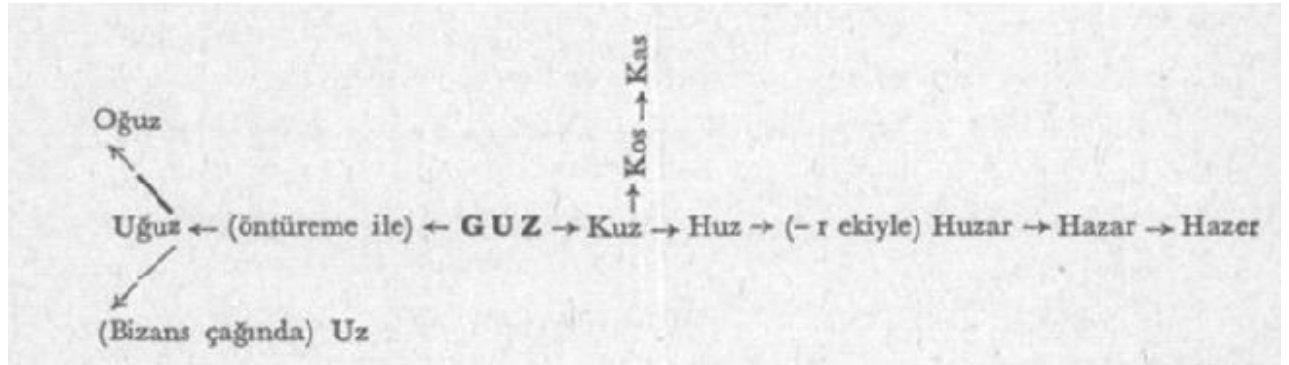 → Kos → Kas
Oğuz
Uğuz ← (öntüreme ile) ← GUZ → Kuz → Huz → (– r ekiyle) Huzar → Hazar → Hazer
(Bizans çağında) Uz